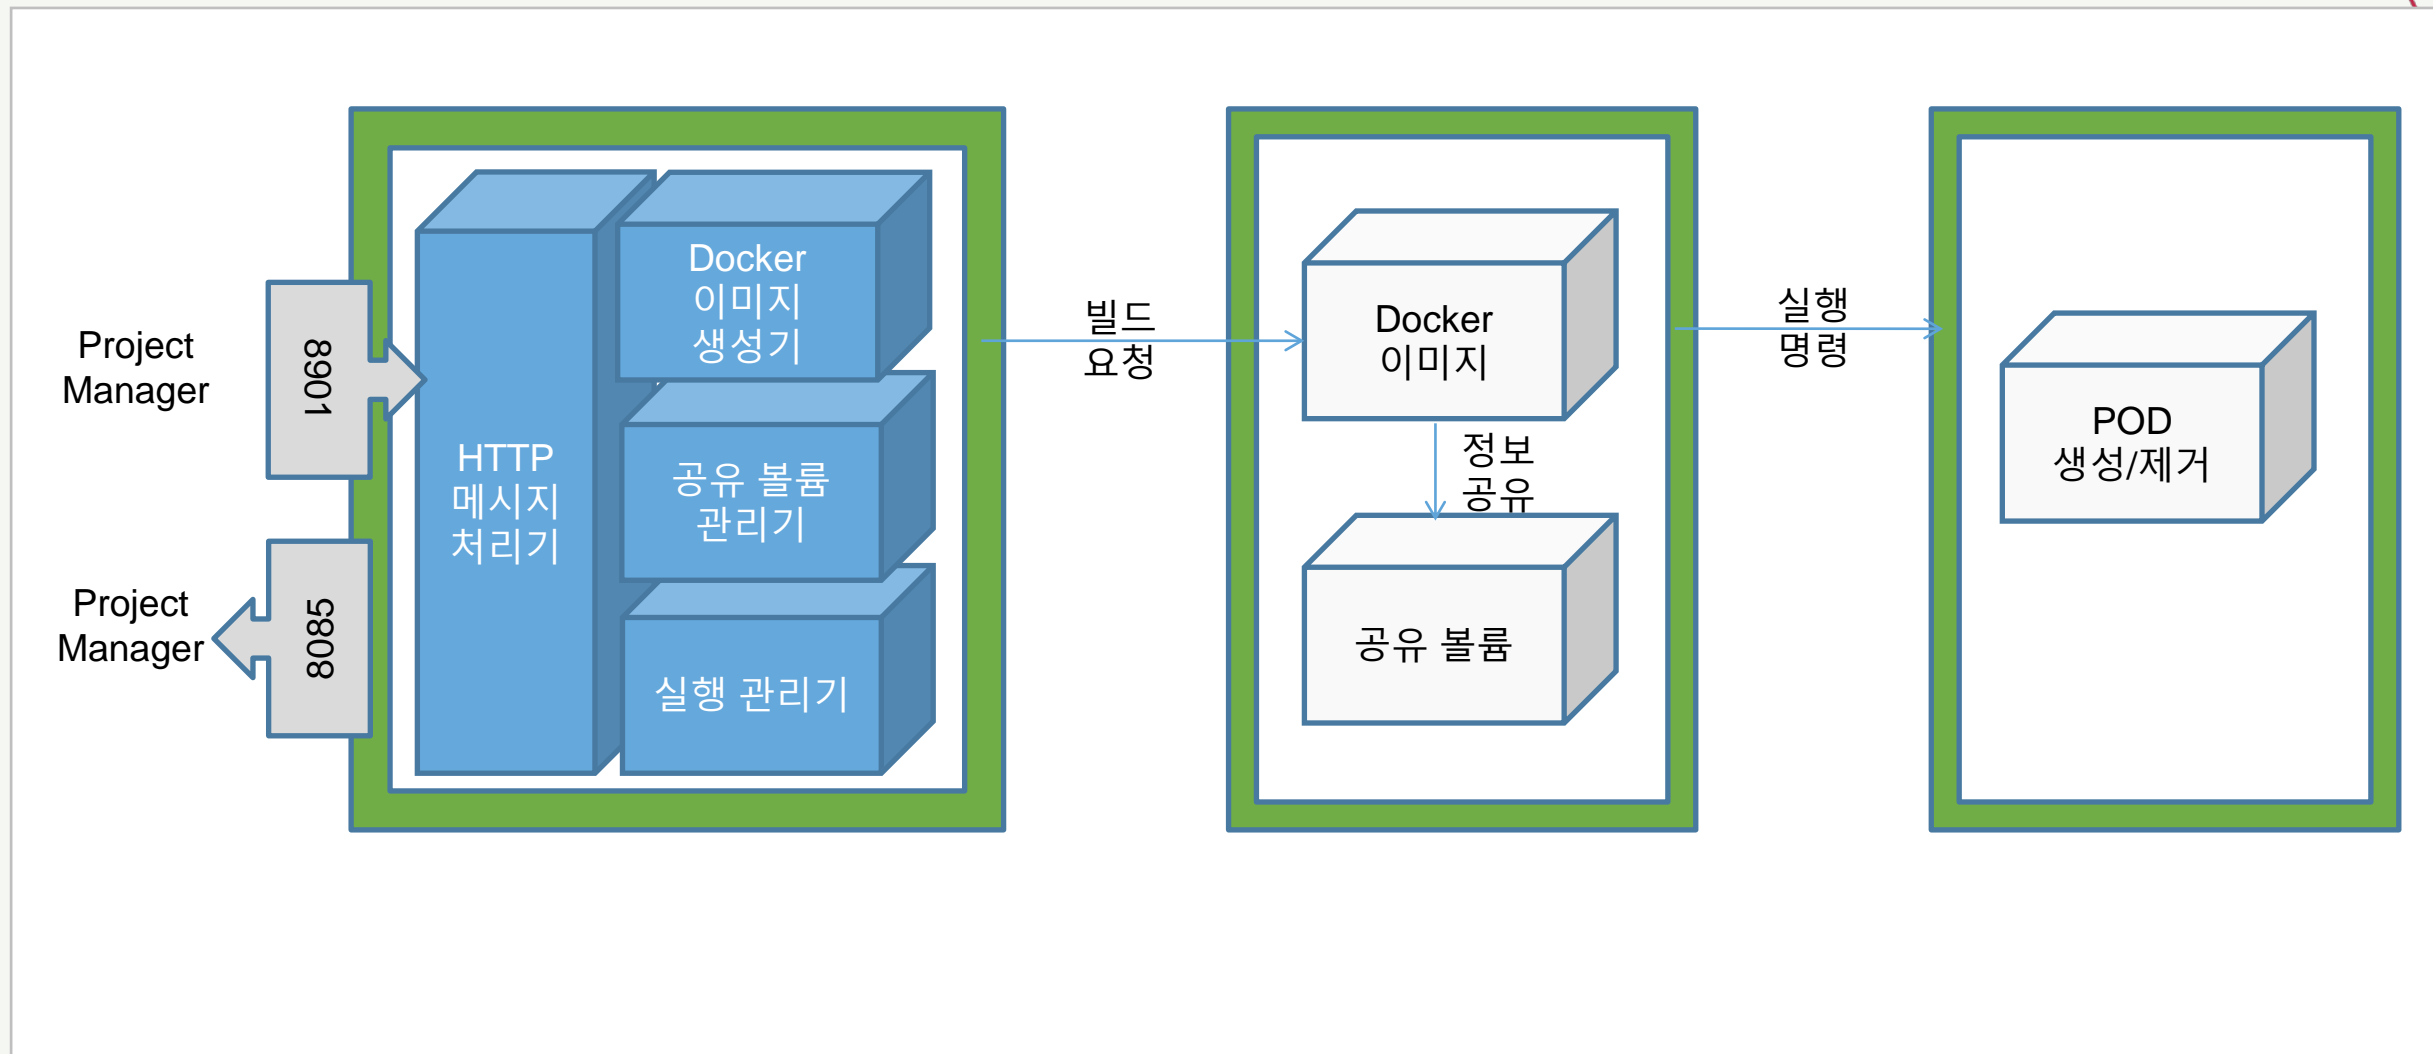 Project
Manager
8901
Project
Manager
8085
HTTP
메시지
처리기
Docker
이미지
생성기
공유 볼륨
관리기
실행 관리기
빌드
요청
Docker
이미지
정보
공유
공유 볼륨
실행
명령
POD
생성/제거